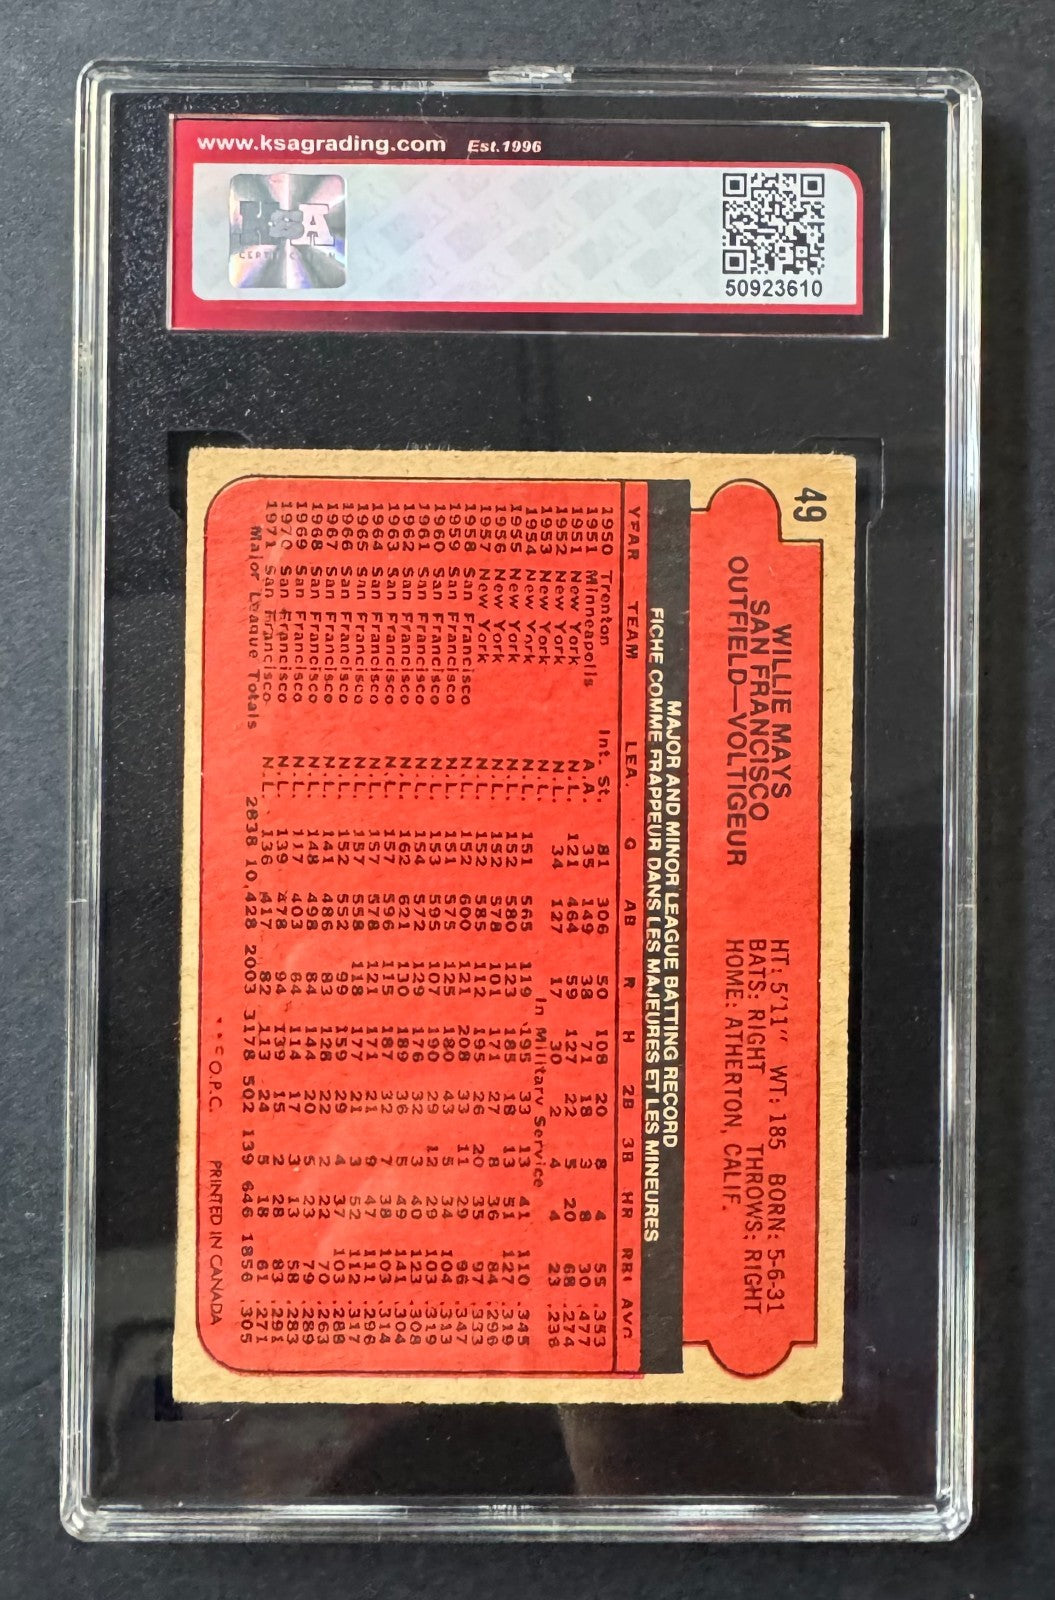 www.ksagrading.com Est.1996
KSA
CERTIFICATION
50923610
49
WILLIE MAYS
SAN FRANCISCO
OUTFIELD—VOLTIGEUR
HT: 5'11" WT: 185 BORN: 5-6-31
BATS: RIGHT THROWS: RIGHT
HOME: ATHERTON, CALIF.
MAJOR AND MINOR LEAGUE BATTING RECORD
FICHE COMME FRAPPEUR DANS LES MAJEURES ET LES MINEURES
YEAR TEAM LEA. G AB R H 2B 3B HR RBI AVG.
1950 Trenton Int. St. 81 306 50 108 20 8 4 55 .353
1951 Minneapolis A.A. 35 149 38 71 18 3 8 30 .477
1951 New York N.L. 121 464 59 127 22 5 20 68 .274
1952 New York N.L. 34 127 17 30 2 4 4 23 .236
1953 New York In Military Service
1954 New York N.L. 151 565 119 195 33 13 41 110 .345
1955 New York N.L. 152 580 123 185 18 13 51 127 .319
1956 New York N.L. 152 578 101 171 27 8 36 84 .296
1957 New York N.L. 152 585 112 195 26 20 35 97 .333
1958 San Francisco N.L. 152 600 121 208 33 11 29 96 .347
1959 San Francisco N.L. 151 575 125 180 43 5 34 104 .313
1960 San Francisco N.L. 153 595 107 190 29 12 29 103 .319
1961 San Francisco N.L. 154 572 129 176 32 3 40 123 .308
1962 San Francisco N.L. 162 621 130 189 36 5 49 141 .304
1963 San Francisco N.L. 157 596 115 187 32 7 38 103 .314
1964 San Francisco N.L. 157 578 121 171 21 9 47 111 .296
1965 San Francisco N.L. 157 558 118 177 21 3 52 112 .317
1966 San Francisco N.L. 152 552 99 159 29 4 37 103 .288
1967 San Francisco N.L. 141 486 83 128 22 2 22 70 .263
1968 San Francisco N.L. 148 498 84 144 20 5 23 79 .289
1969 San Francisco N.L. 117 403 64 114 17 3 13 58 .283
1970 San Francisco N.L. 139 478 94 139 15 2 28 83 .291
1971 San Francisco N.L. 136 417 82 113 24 5 18 61 .271
Major League Totals 2838 10,428 2003 3178 502 139 646 1856 .305
O.P.C. PRINTED IN CANADA